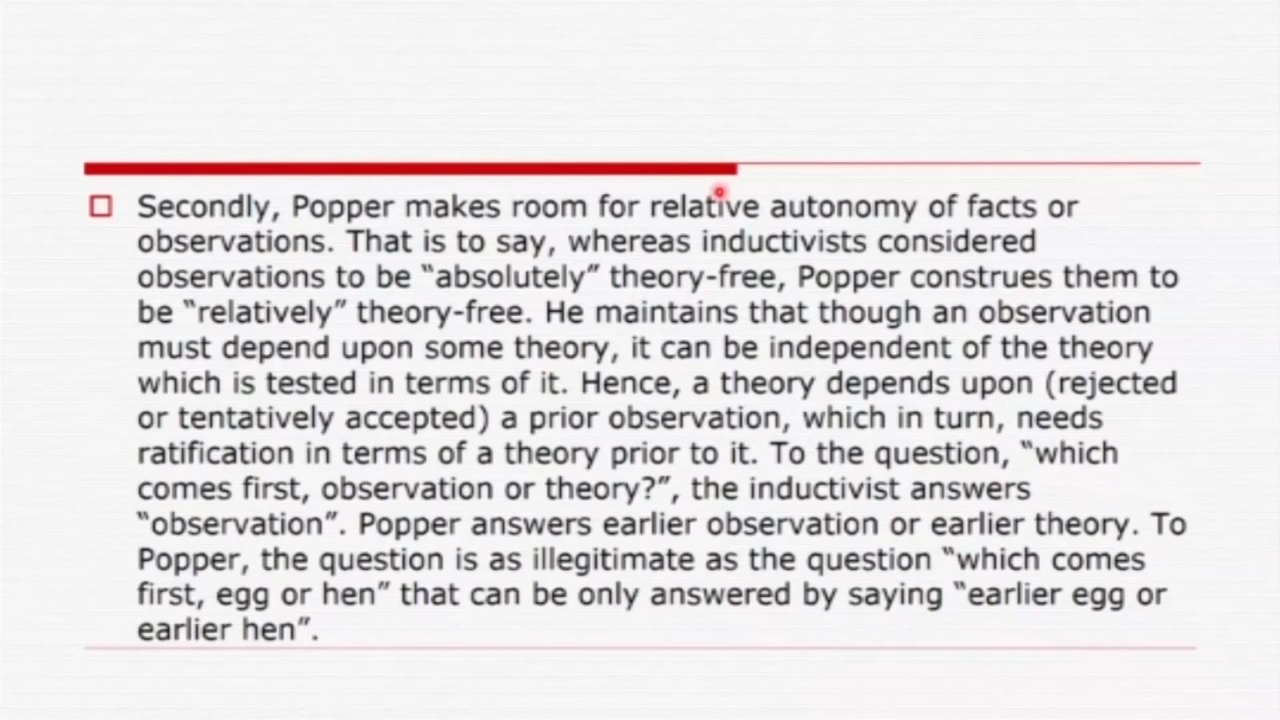 Secondly, Popper makes room for relative autonomy of facts or
observations. That is to say, whereas inductivists considered
observations to be “absolutely” theory-free, Popper construes them to
be “relatively” theory-free. He maintains that though an observation
must depend upon some theory, it can be independent of the theory
which is tested in terms of it. Hence, a theory depends upon (rejected
or tentatively accepted) a prior observation, which in turn, needs
ratification in terms of a theory prior to it. To the question, “which
comes first, observation or theory?”, the inductivist answers
“observation”. Popper answers earlier observation or earlier theory. To
Popper, the question is as illegitimate as the question “which comes
first, egg or hen” that can be only answered by saying “earlier egg or
earlier hen”.